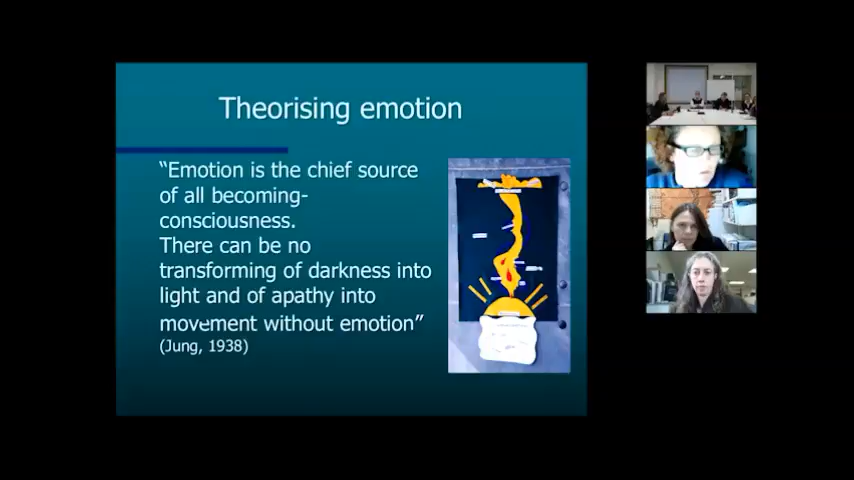 Theorising emotion
“Emotion is the chief source
of all becoming-
consciousness.
There can be no
transforming of darkness into
light and of apathy into
movement without emotion”
(Jung, 1938)